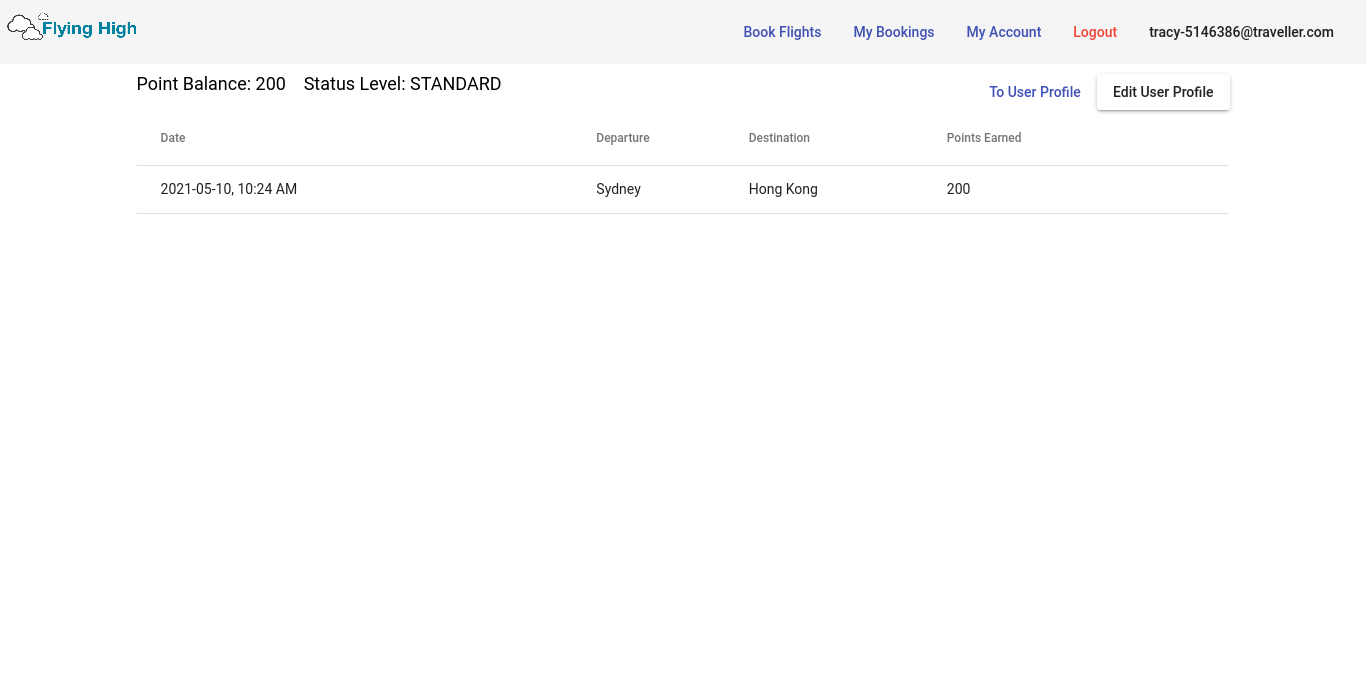 Flying High
Book Flights My Bookings My Account Logout tracy-5146386@traveller.com
Point Balance: 200 Status Level: STANDARD
To User Profile Edit User Profile
Date Departure Destination Points Earned
2021-05-10, 10:24 AM Sydney Hong Kong 200